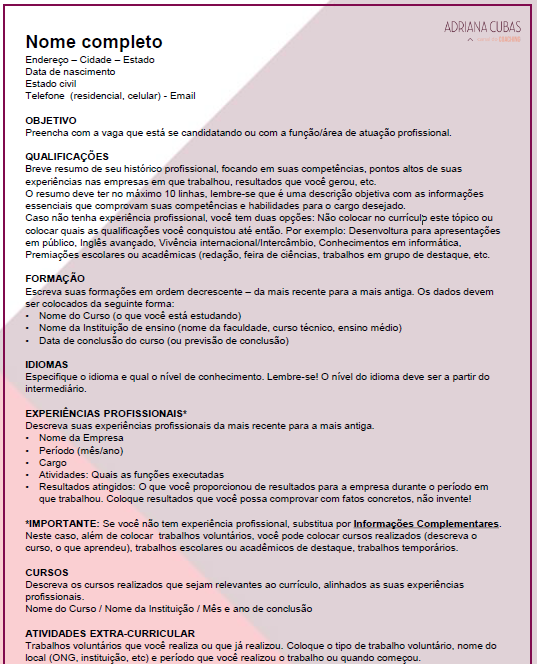 ADRIANA CUBAS
Nome completo
Endereço – Cidade – Estado
Data de nascimento
Estado civil
Telefone (residencial, celular) - Email
OBJETIVO
Preencha com a vaga que está se candidatando ou com a função/área de atuação profissional.
QUALIFICAÇÕES
Breve resumo de seu histórico profissional, focando em suas competências, pontos altos de suas
experiências nas empresas em que trabalhou, resultados que você gerou, etc.
O resumo deve ter no máximo 10 linhas, lembre-se que é uma descrição objetiva com as informações
essenciais que comprovam suas competências e habilidades para o cargo desejado.
Caso não tenha experiência profissional, você tem duas opções: Não colocar no currículo este tópico ou
colocar quais as qualificações você conquistou até então. Por exemplo: Desenvoltura para apresentações
em público, Inglês avançado, Vivência internacional/Intercâmbio, Conhecimentos em informática,
Premiações escolares ou acadêmicas (redação, feira de ciências, trabalhos em grupo de destaque, etc.
FORMAÇÃO
Escreva suas formações em ordem decrescente – da mais recente para a mais antiga. Os dados devem
ser colocados da seguinte forma:
• Nome do Curso (o que você está estudando)
• Nome da Instituição de ensino (nome da faculdade, curso técnico, ensino médio)
• Data de conclusão do curso (ou previsão de conclusão)
IDIOMAS
Especifique o idioma e qual o nível de conhecimento. Lembre-se! O nível do idioma deve ser a partir do
intermediário.
EXPERIÊNCIAS PROFISSIONAIS*
Descreva suas experiências profissionais da mais recente para a mais antiga.
• Nome da Empresa
• Período (mês/ano)
• Cargo
• Atividades: Quais as funções executadas
• Resultados atingidos: O que você proporcionou de resultados para a empresa durante o período em
que trabalhou. Coloque resultados que você possa comprovar com fatos concretos, não invente!
*IMPORTANTE: Se você não tem experiência profissional, substitua por Informações Complementares.
Neste caso, além de colocar trabalhos voluntários, você pode colocar cursos realizados (descreva o
curso, o que aprendeu), trabalhos escolares ou acadêmicos de destaque, trabalhos temporários.
CURSOS
Descreva os cursos realizados que sejam relevantes ao currículo, alinhados as suas experiências
profissionais.
Nome do Curso / Nome da Instituição / Mês e ano de conclusão
ATIVIDADES EXTRA-CURRICULAR
Trabalhos voluntários que você realiza ou que já realizou. Coloque o tipo de trabalho voluntário, nome do
local (ONG, instituição, etc) e período que você realizou o trabalho ou quando começou.